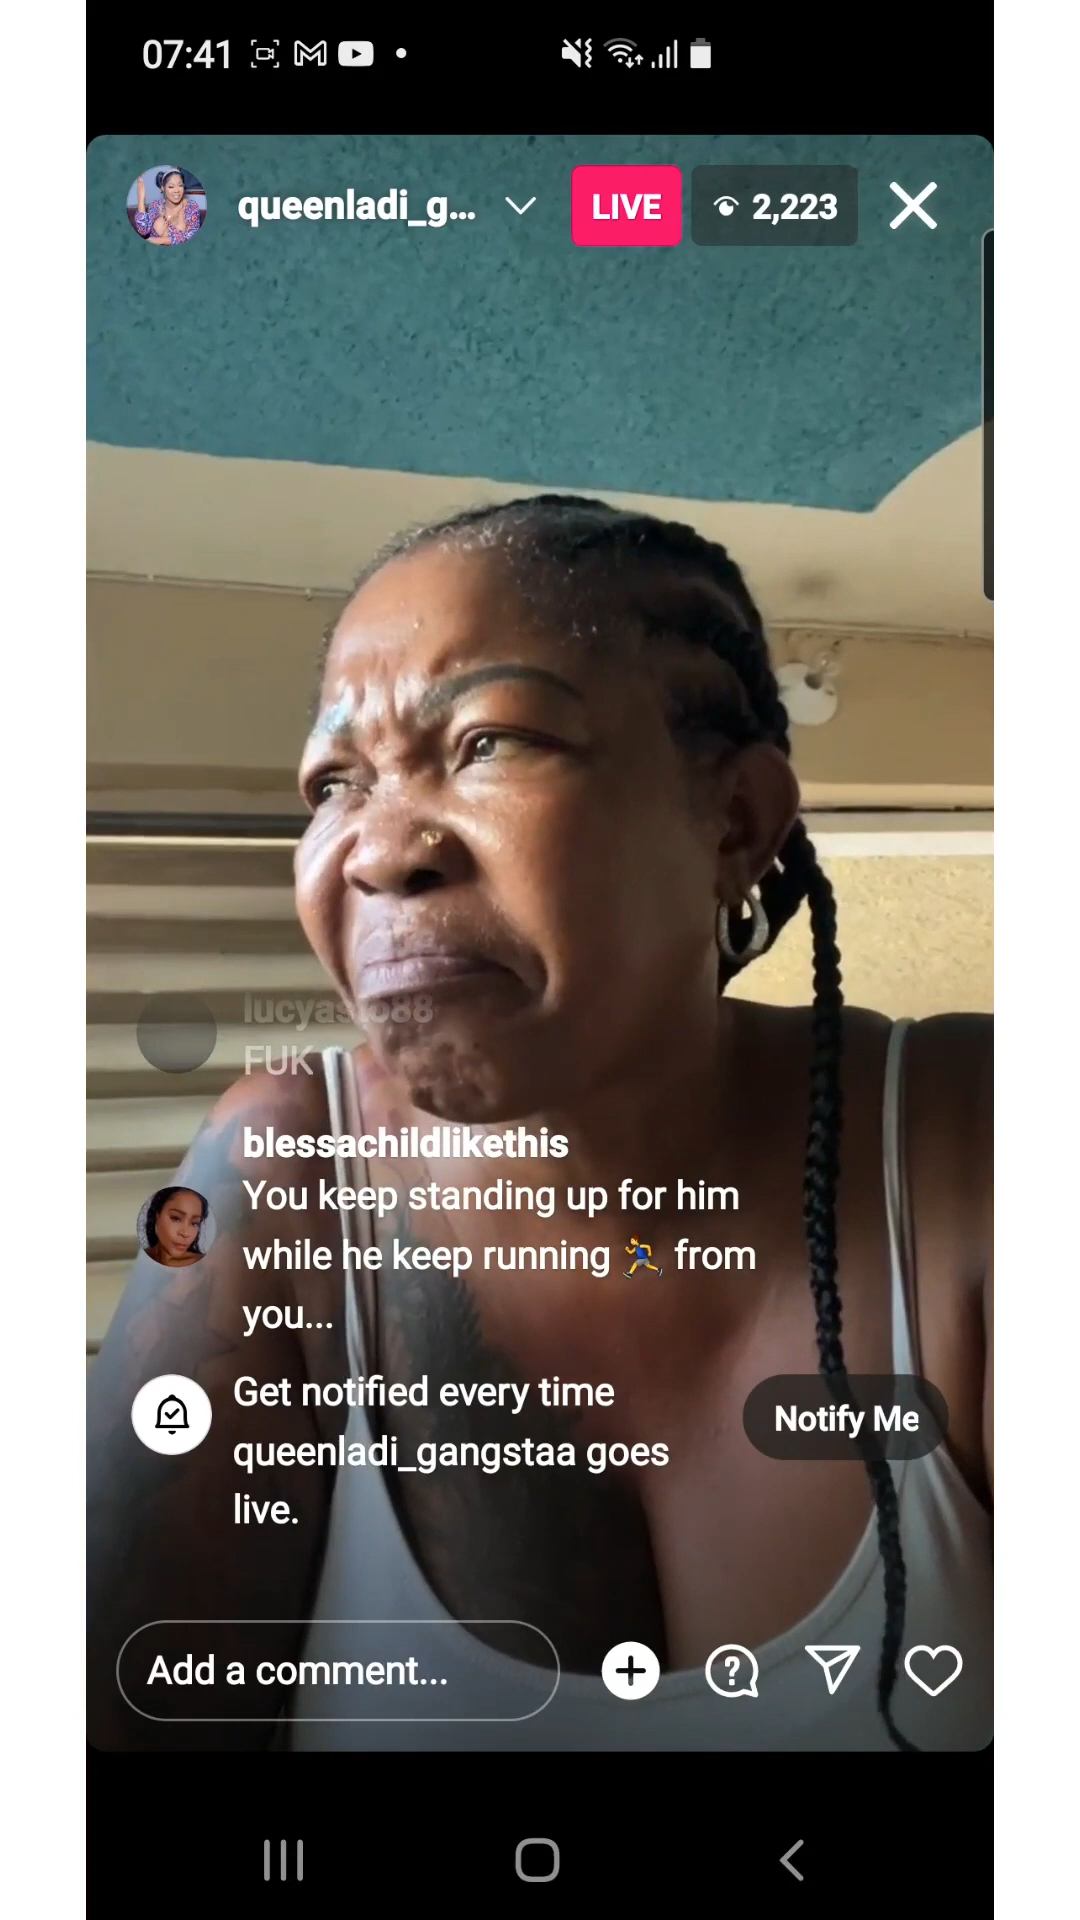 07:41
queenladi_g...
LIVE
2,223
FUK
blessachildlikethis
You keep standing up for him
while he keep running 🏃‍♂️ from
you...
Get notified every time
queenladi_gangstaa goes
live.
Notify Me
Add a comment...